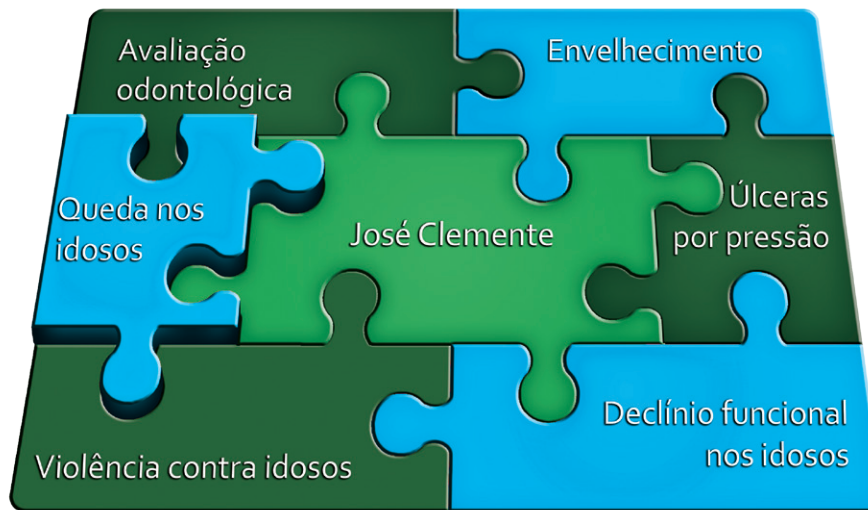 Avaliação
odontológica
Envelhecimento
Queda nos
idosos
José Clemente
Úlceras
por pressão
Violência contra idosos
Declínio funcional
nos idosos